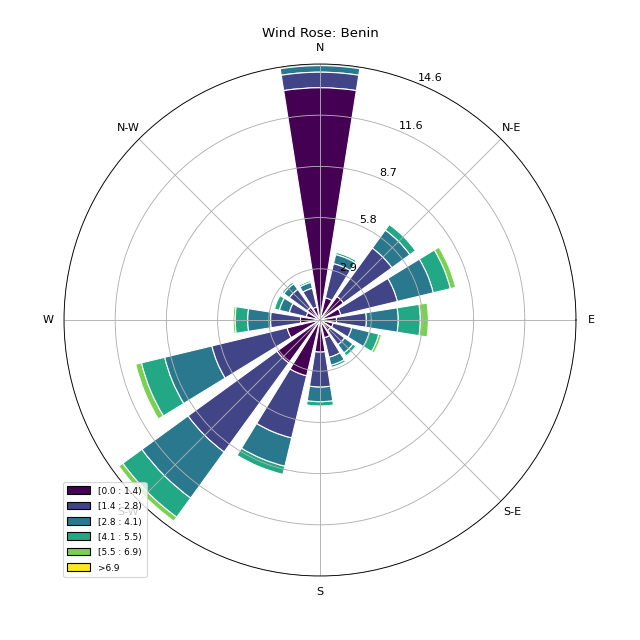 Wind Rose: Benin
N
14.6
N-W
11.6
N-E
8.7
5.8
2.9
W
E
[0.0 : 1.4)
[1.4 : 2.8)
S-W
S-E
[2.8 : 4.1)
[4.1 : 5.5)
[5.5 : 6.9)
>6.9
S